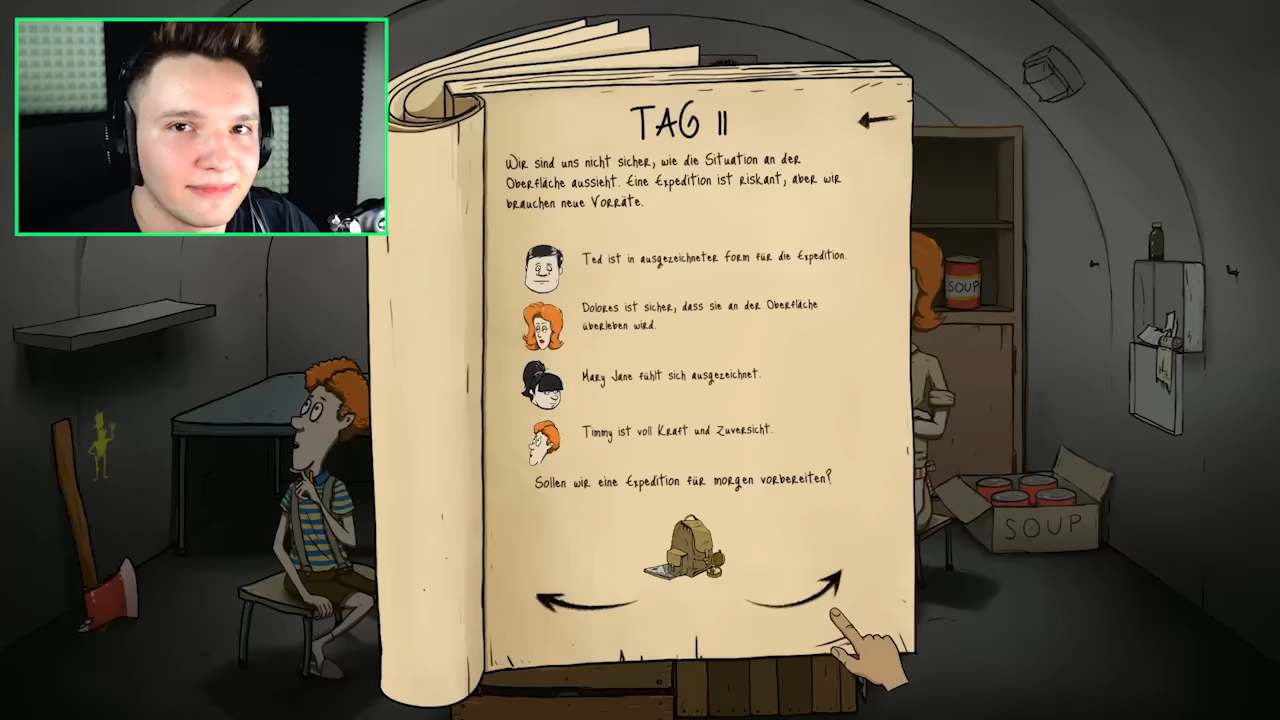 TAG 11
Wir sind uns nicht sicher, wie die Situation an der
Oberfläche aussieht. Eine Expedition ist riskant, aber wir
brauchen neue Vorräte.
Ted ist in ausgezeichneter Form für die Expedition.
Dolores ist sicher, dass sie an der Oberfläche
überleben wird.
Mary Jane fühlt sich ausgezeichnet.
Timmy ist voll Kraft und Zuversicht.
Sollen wir eine Expedition für morgen vorbereiten?
SOUP
SOUP